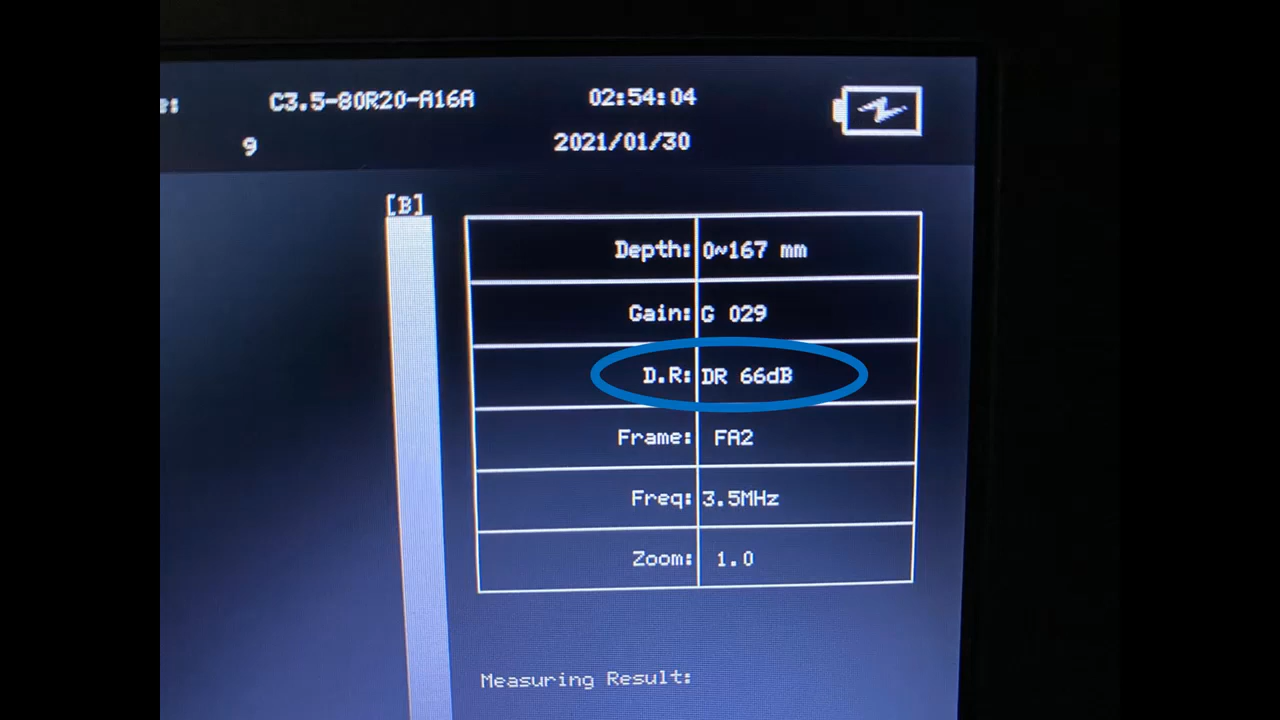 e: C3.5-80R20-A16A 02:54:04
9 2021/01/30
[B]
Depth: 0~167 mm
Gain: G 029
D.R: DR 66dB
Frame: FA2
Freq: 3.5MHz
Zoom: 1.0
Measuring Result: